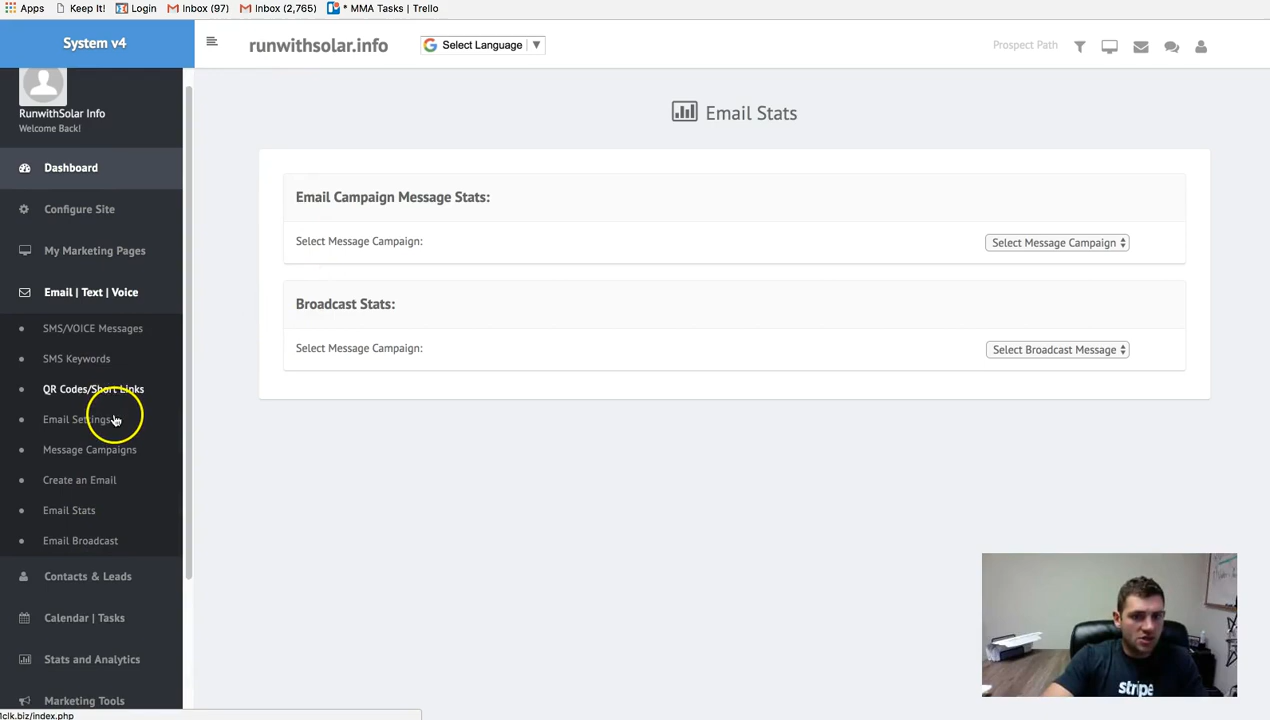 Apps Keep It! Login Inbox (97) Inbox (2,765) * MMA Tasks | Trello
System v4
runwithsolar.info
Select Language
Prospect Path
RunwithSolar Info
Welcome Back!
Email Stats
Dashboard
Configure Site
My Marketing Pages
Email | Text | Voice
SMS/VOICE Messages
SMS Keywords
QR Codes/Short Links
Email Settings
Message Campaigns
Create an Email
Email Stats
Email Broadcast
Contacts & Leads
Calendar | Tasks
Stats and Analytics
Marketing Tools
Email Campaign Message Stats:
Select Message Campaign:
Select Message Campaign
Broadcast Stats:
Select Message Campaign:
Select Broadcast Message
stripe
1clk.biz/index.php